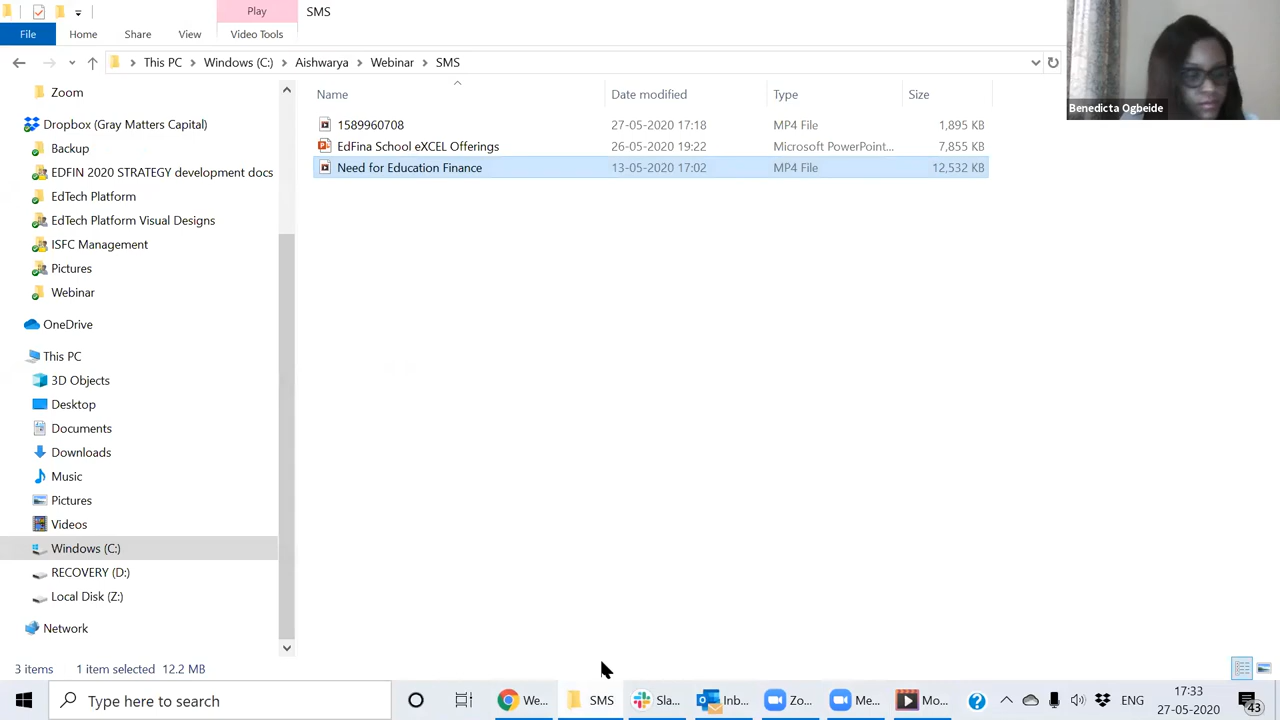 Play
SMS
File
Home
Share
View
Video Tools
This PC
Windows (C:)
Aishwarya
Webinar
SMS
Benedicta Ogbeide
Name
Date modified
Type
Size
1589960708
27-05-2020 17:18
MP4 File
1,895 KB
EdFina School eXCEL Offerings
26-05-2020 19:22
Microsoft PowerPoint...
7,855 KB
Need for Education Finance
13-05-2020 17:02
MP4 File
12,532 KB
Zoom
Dropbox (Gray Matters Capital)
Backup
EDFIN 2020 STRATEGY development docs
EdTech Platform
EdTech Platform Visual Designs
ISFC Management
Pictures
Webinar
OneDrive
This PC
3D Objects
Desktop
Documents
Downloads
Music
Pictures
Videos
Windows (C:)
RECOVERY (D:)
Local Disk (Z:)
Network
3 items
1 item selected 12.2 MB
Type here to search
We...
SMS
Sla...
Inb...
Zo...
Me...
Mo...
ENG
17:33
27-05-2020
43